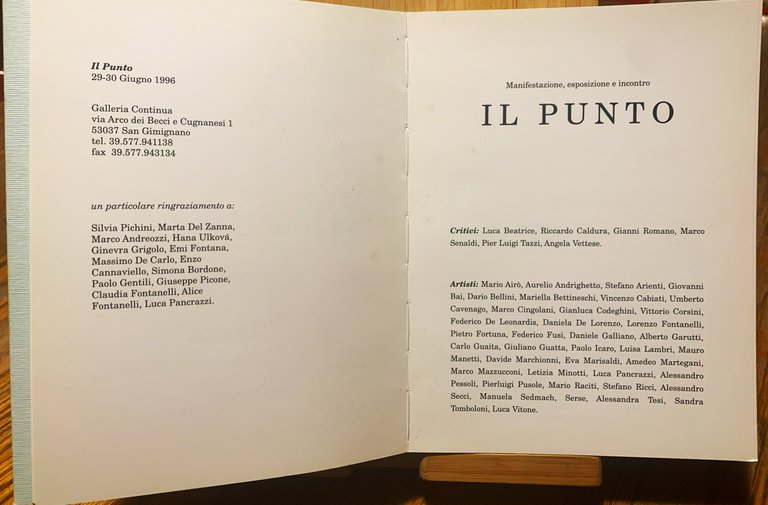 Il Punto
29-30 Giugno 1996
Galleria Continua
via Arco dei Becci e Cugnanesi 1
53037 San Gimignano
tel. 39.577.941138
fax 39.577.943134
un particolare ringraziamento a:
Silvia Pichini, Marta Del Zanna,
Marco Andreozzi, Hana Ulková,
Ginevra Grigolo, Emi Fontana,
Massimo De Carlo, Enzo
Cannaviello, Simona Bordone,
Paolo Gentili, Giuseppe Picone,
Claudia Fontanelli, Alice
Fontanelli, Luca Pancrazzi.
Manifestazione, esposizione e incontro
IL PUNTO
Critici: Luca Beatrice, Riccardo Caldura, Gianni Romano, Marco
Senaldi, Pier Luigi Tazzi, Angela Vettese.
Artisti: Mario Airò, Aurelio Andrighetto, Stefano Arienti, Giovanni
Bai, Dario Bellini, Mariella Bettineschi, Vincenzo Cabiati, Umberto
Cavenago, Marco Cingolani, Gianluca Codeghini, Vittorio Corsini,
Federico De Leonardis, Daniela De Lorenzo, Lorenzo Fontanelli,
Pietro Fortuna, Federico Fusi, Daniele Galliano, Alberto Garutti,
Carlo Guaita, Giuliano Guatta, Paolo Icaro, Luisa Lambri, Mauro
Manetti, Davide Marchionni, Eva Marisaldi, Amedeo Martegani,
Marco Mazzucconi, Letizia Minotti, Luca Pancrazzi, Alessandro
Pessoli, Pierluigi Pusole, Mario Raciti, Stefano Ricci, Alessandro
Secci, Manuela Sedmach, Serse, Alessandra Tesi, Sandra
Tomboloni, Luca Vitone.